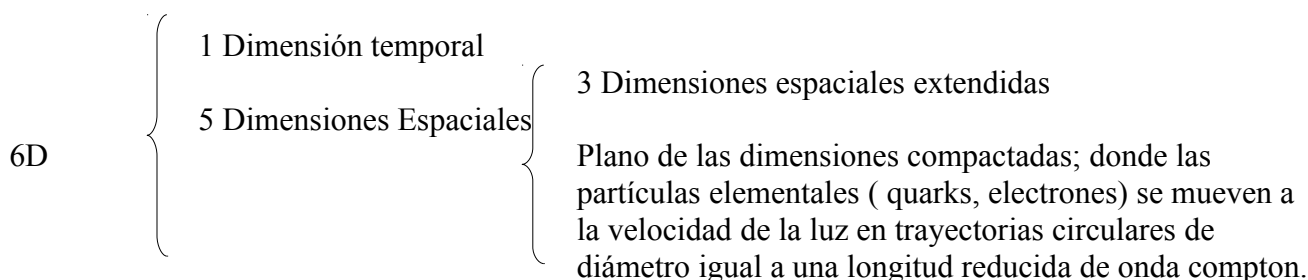 1 Dimensión temporal
3 Dimensiones espaciales extendidas
5 Dimensiones Espaciales
6D
Plano de las dimensiones compactadas; donde las
partículas elementales ( quarks, electrones) se mueven a
la velocidad de la luz en trayectorias circulares de
diámetro igual a una longitud reducida de onda compton.